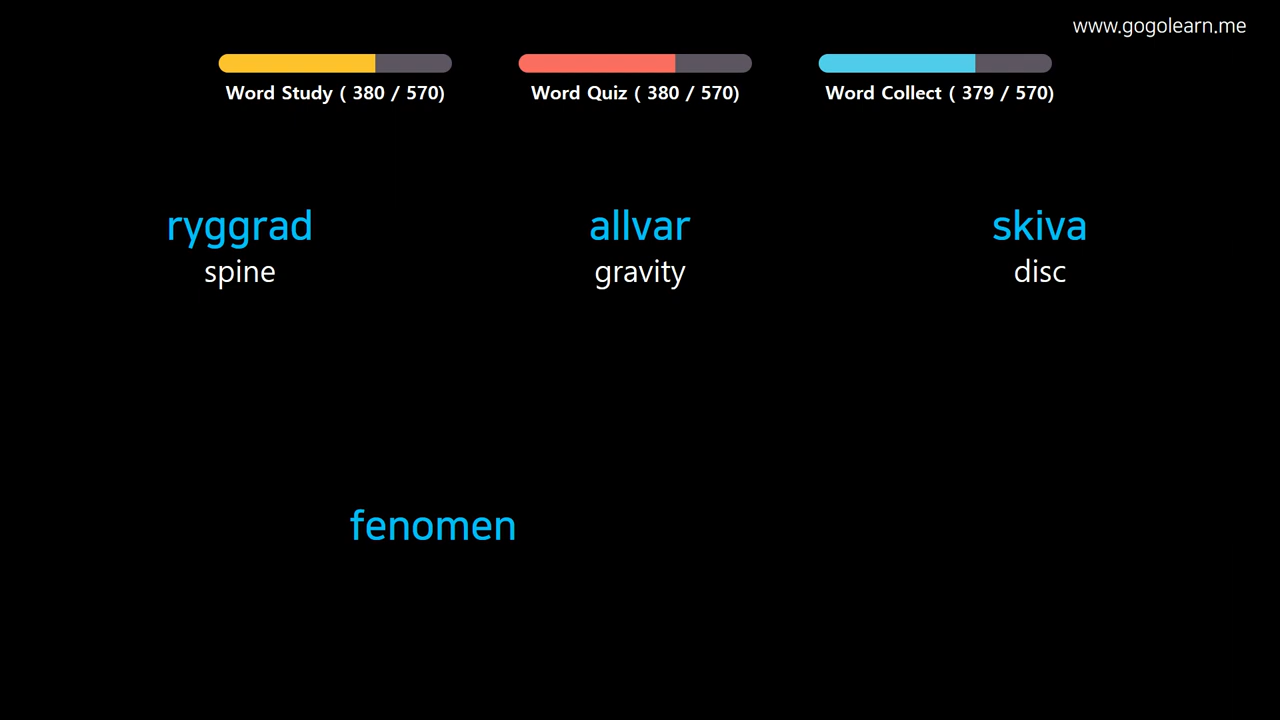 www.gogolearn.me
Word Study ( 380 / 570)
Word Quiz ( 380 / 570)
Word Collect ( 379 / 570)
ryggrad
allvar
skiva
spine
gravity
disc
fenomen